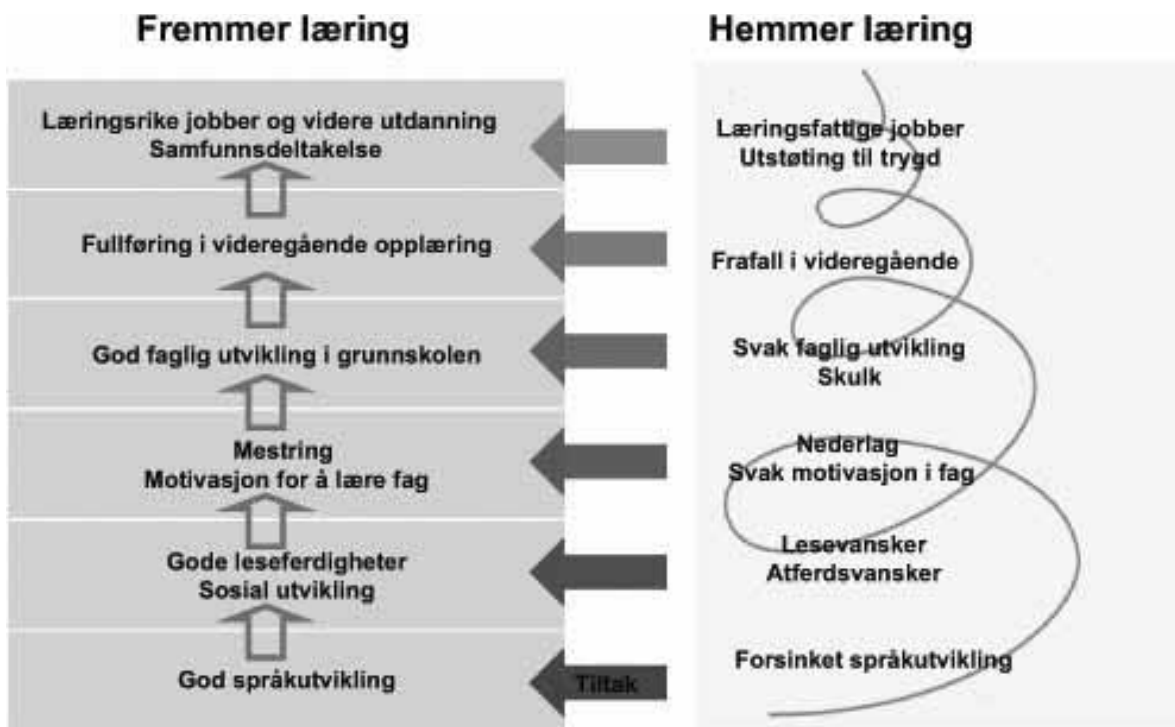 Fremmer læring
Læringsrike jobber og videre utdanning
Samfunnsdeltakelse
Fullføring i videregående opplæring
God faglig utvikling i grunnskolen
Mestring
Motivasjon for å lære fag
Gode leseferdigheter
Sosial utvikling
God språkutvikling
Tiltak
Hemmer læring
Læringsfattige jobber
Utstøting til trygd
Frafall i videregående
Svak faglig utvikling
Skulk
Nederlag
Svak motivasjon i fag
Lesevansker
Atferdsvansker
Forsinket språkutvikling